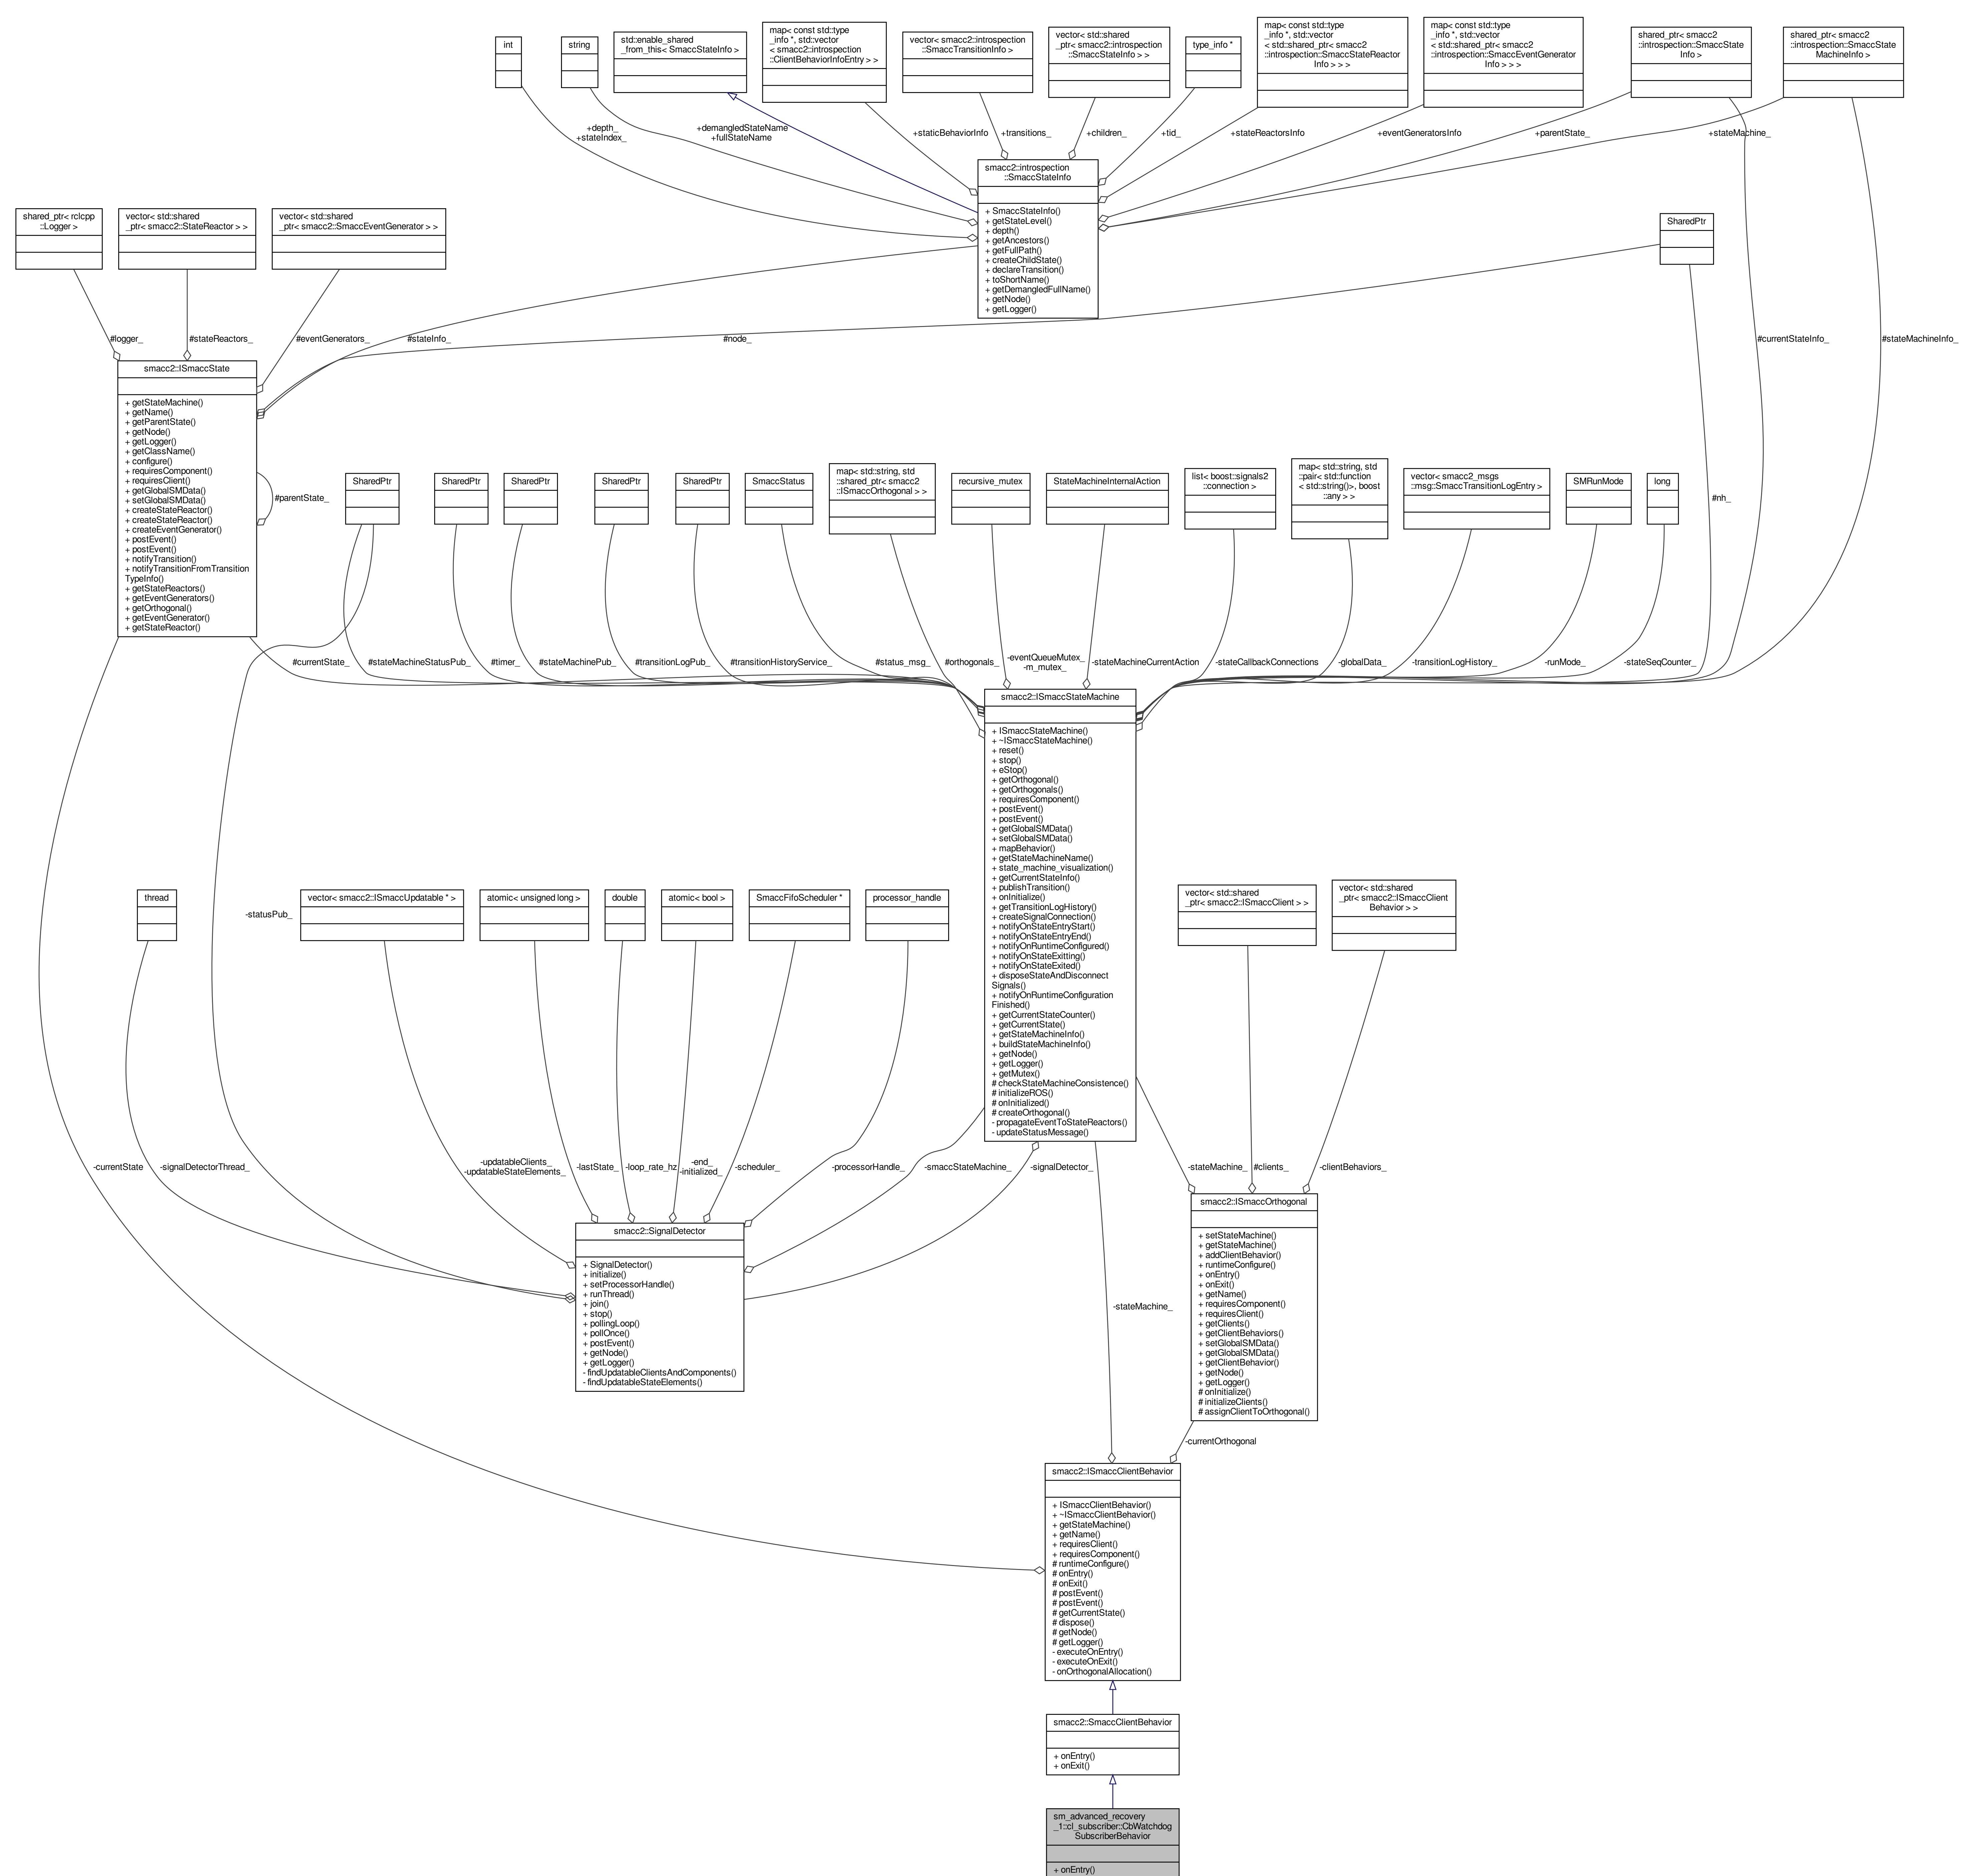 int
string
std::enable_shared
_from_this< SmaccStateInfo >
map< const std::type
_info *, std::vector
< smacc2::introspection
::ClientBehaviorInfoEntry > >
vector< smacc2::introspection
::SmaccTransitionInfo >
vector< std::shared
_ptr< smacc2::introspection
::SmaccStateInfo > >
type_info *
map< const std::type
_info *, std::vector
< std::shared_ptr< smacc2
::introspection::SmaccStateReactor
Info > > >
map< const std::type
_info *, std::vector
< std::shared_ptr< smacc2
::introspection::SmaccEventGenerator
Info > > >
shared_ptr< smacc2
::introspection::SmaccState
Info >
shared_ptr< smacc2
::introspection::SmaccState
MachineInfo >
+depth_
+stateIndex_
+demangledStateName
+fullStateName
+staticBehaviorInfo
+transitions_
+children_
+tid_
+stateReactorsInfo
+eventGeneratorsInfo
+parentState_
+stateMachine_
smacc2::introspection
::SmaccStateInfo
+ SmaccStateInfo()
+ getStateLevel()
+ depth()
+ getAncestors()
+ getFullPath()
+ createChildState()
+ declareTransition()
+ toShortName()
+ getDemangledFullName()
+ getNode()
+ getLogger()
shared_ptr< rclcpp
::Logger >
vector< std::shared
_ptr< smacc2::StateReactor > >
vector< std::shared
_ptr< smacc2::SmaccEventGenerator > >
SharedPtr
#logger_
#stateReactors_
#eventGenerators_
#stateInfo_
#node_
#currentStateInfo_
#stateMachineInfo_
smacc2::ISmaccState
+ getStateMachine()
+ getName()
+ getParentState()
+ getNode()
+ getLogger()
+ getClassName()
+ configure()
+ requiresComponent()
+ requiresClient()
+ getGlobalSMData()
+ setGlobalSMData()
+ createStateReactor()
+ createStateReactor()
+ createEventGenerator()
+ postEvent()
+ postEvent()
+ notifyTransition()
+ notifyTransitionFromTransition
TypeInfo()
+ getStateReactors()
+ getEventGenerators()
+ getOrthogonal()
+ getEventGenerator()
+ getStateReactor()
#parentState_
SharedPtr
SharedPtr
SharedPtr
SharedPtr
SharedPtr
SmaccStatus
map< std::string, std
::shared_ptr< smacc2
::ISmaccOrthogonal > >
recursive_mutex
StateMachineInternalAction
list< boost::signals2
::connection >
map< std::string, std
::pair< std::function
< std::string()>, boost
::any > >
vector< smacc2_msgs
::msg::SmaccTransitionLogEntry >
SMRunMode
long
#nh_
#currentState_
#stateMachineStatusPub_
#timer_
#stateMachinePub_
#transitionLogPub_
#transitionHistoryService_
#status_msg_
#orthogonals_
-eventQueueMutex_
-m_mutex_
-stateMachineCurrentAction
-stateCallbackConnections
-globalData_
-transitionLogHistory_
-runMode_
-stateSeqCounter_
smacc2::ISmaccStateMachine
+ ISmaccStateMachine()
+ ~ISmaccStateMachine()
+ reset()
+ stop()
+ eStop()
+ getOrthogonal()
+ getOrthogonals()
+ requiresComponent()
+ postEvent()
+ postEvent()
+ getGlobalSMData()
+ setGlobalSMData()
+ mapBehavior()
+ getStateMachineName()
+ state_machine_visualization()
+ getCurrentStateInfo()
+ publishTransition()
+ onInitialize()
+ getTransitionLogHistory()
+ createSignalConnection()
+ notifyOnStateEntryStart()
+ notifyOnStateEntryEnd()
+ notifyOnRuntimeConfigured()
+ notifyOnStateExitting()
+ notifyOnStateExited()
+ disposeStateAndDisconnect
Signals()
+ notifyOnRuntimeConfiguration
Finished()
+ getCurrentStateCounter()
+ getCurrentState()
+ getStateMachineInfo()
+ buildStateMachineInfo()
+ getNode()
+ getLogger()
+ getMutex()
# checkStateMachineConsistence()
# initializeROS()
# onInitialized()
# createOrthogonal()
- propagateEventToStateReactors()
- updateStatusMessage()
thread
-statusPub_
vector< smacc2::ISmaccUpdatable * >
atomic< unsigned long >
double
atomic< bool >
SmaccFifoScheduler *
processor_handle
vector< std::shared
_ptr< smacc2::ISmaccClient > >
vector< std::shared
_ptr< smacc2::ISmaccClient
Behavior > >
-currentState
-signalDetectorThread_
-updatableClients_
-updatableStateElements_
-lastState_
-loop_rate_hz
-end_
-initialized_
-scheduler_
-processorHandle_
-smaccStateMachine_
-signalDetector_
-stateMachine_
#clients_
-clientBehaviors_
smacc2::SignalDetector
+ SignalDetector()
+ initialize()
+ setProcessorHandle()
+ runThread()
+ join()
+ stop()
+ pollingLoop()
+ pollOnce()
+ postEvent()
+ getNode()
+ getLogger()
- findUpdatableClientsAndComponents()
- findUpdatableStateElements()
smacc2::ISmaccOrthogonal
+ setStateMachine()
+ getStateMachine()
+ addClientBehavior()
+ runtimeConfigure()
+ onEntry()
+ onExit()
+ getName()
+ requiresComponent()
+ requiresClient()
+ getClients()
+ getClientBehaviors()
+ setGlobalSMData()
+ getGlobalSMData()
+ getClientBehavior()
+ getNode()
+ getLogger()
# onInitialize()
# initializeClients()
# assignClientToOrthogonal()
-stateMachine_
-currentOrthogonal
smacc2::ISmaccClientBehavior
+ ISmaccClientBehavior()
+ ~ISmaccClientBehavior()
+ getStateMachine()
+ getName()
+ requiresClient()
+ requiresComponent()
# runtimeConfigure()
# onEntry()
# onExit()
# postEvent()
# postEvent()
# getCurrentState()
# dispose()
# getNode()
# getLogger()
- executeOnEntry()
- executeOnExit()
- onOrthogonalAllocation()
smacc2::SmaccClientBehavior
+ onEntry()
+ onExit()
sm_advanced_recovery
_1::cl_subscriber::CbWatchdog
SubscriberBehavior
+ onEntry()